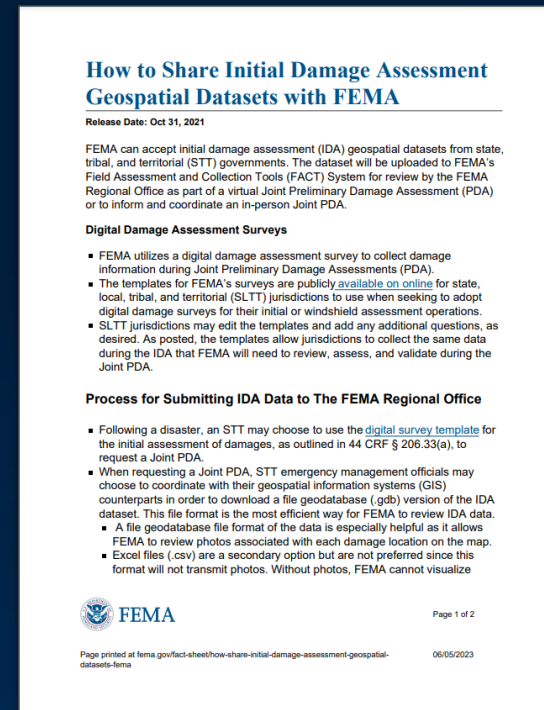 How to Share Initial Damage Assessment
Geospatial Datasets with FEMA
Release Date: Oct 31, 2021
FEMA can accept initial damage assessment (IDA) geospatial datasets from state,
tribal, and territorial (STT) governments. The dataset will be uploaded to FEMA's
Field Assessment and Collection Tools (FACT) System for review by the FEMA
Regional Office as part of a virtual Joint Preliminary Damage Assessment (PDA)
or to inform and coordinate an in-person Joint PDA.
Digital Damage Assessment Surveys
▪ FEMA utilizes a digital damage assessment survey to collect damage
information during Joint Preliminary Damage Assessments (PDA).
▪ The templates for FEMA's surveys are publicly available on online for state,
local, tribal, and territorial (SLTT) jurisdictions to use when seeking to adopt
digital damage surveys for their initial or windshield assessment operations.
▪ SLTT jurisdictions may edit the templates and add any additional questions, as
desired. As posted, the templates allow jurisdictions to collect the same data
during the IDA that FEMA will need to review, assess, and validate during the
Joint PDA.
Process for Submitting IDA Data to The FEMA Regional Office
▪ Following a disaster, an STT may choose to use the digital survey template for
the initial assessment of damages, as outlined in 44 CRF § 206.33(a), to
request a Joint PDA.
▪ When requesting a Joint PDA, STT emergency management officials may
choose to coordinate with their geospatial information systems (GIS)
counterparts in order to download a file geodatabase (.gdb) version of the IDA
dataset. This file format is the most efficient way for FEMA to review IDA data.
▪ A file geodatabase file format of the data is especially helpful as it allows
FEMA to review photos associated with each damage location on the map.
▪ Excel files (.csv) are a secondary option but are not preferred since this
format will not transmit photos. Without photos, FEMA cannot visualize
FEMA
Page 1 of 2
Page printed at fema.gov/fact-sheet/how-share-initial-damage-assessment-geospatial-
datasets-fema
06/05/2023